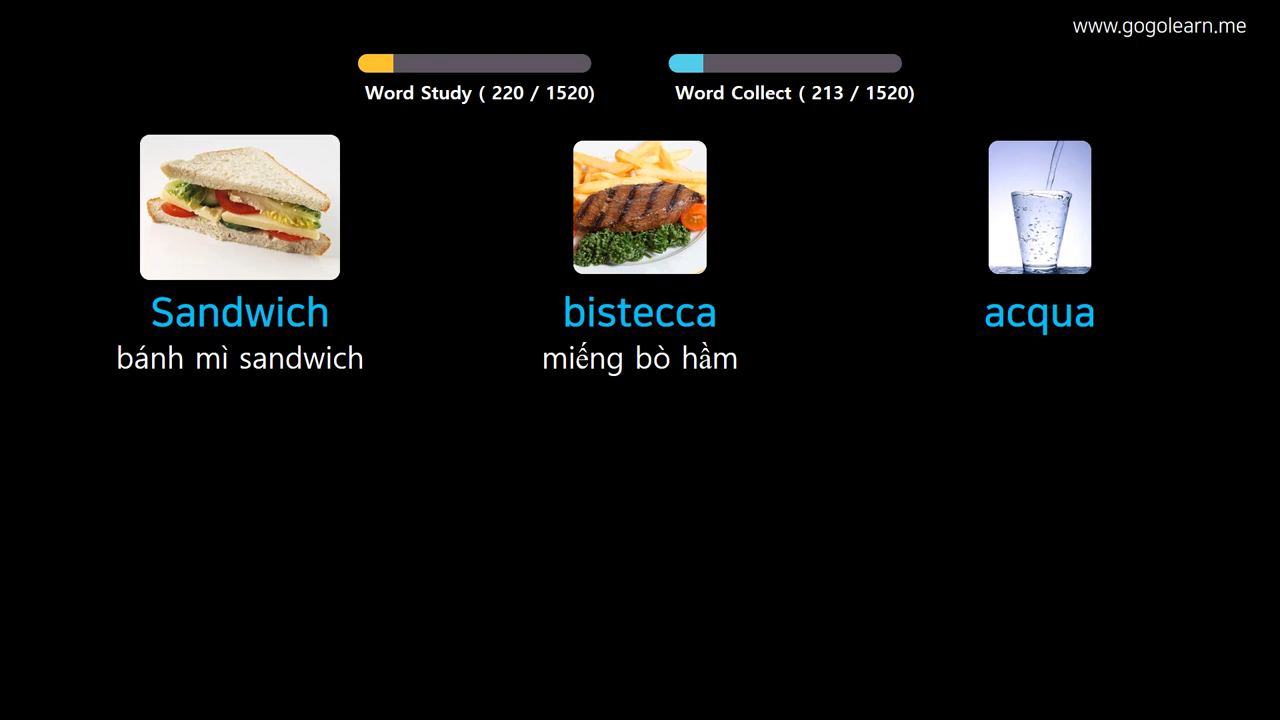 www.gogolearn.me
Word Study ( 220 / 1520)
Word Collect ( 213 / 1520)
Sandwich
bistecca
acqua
bánh mì sandwich
miếng bò hầm